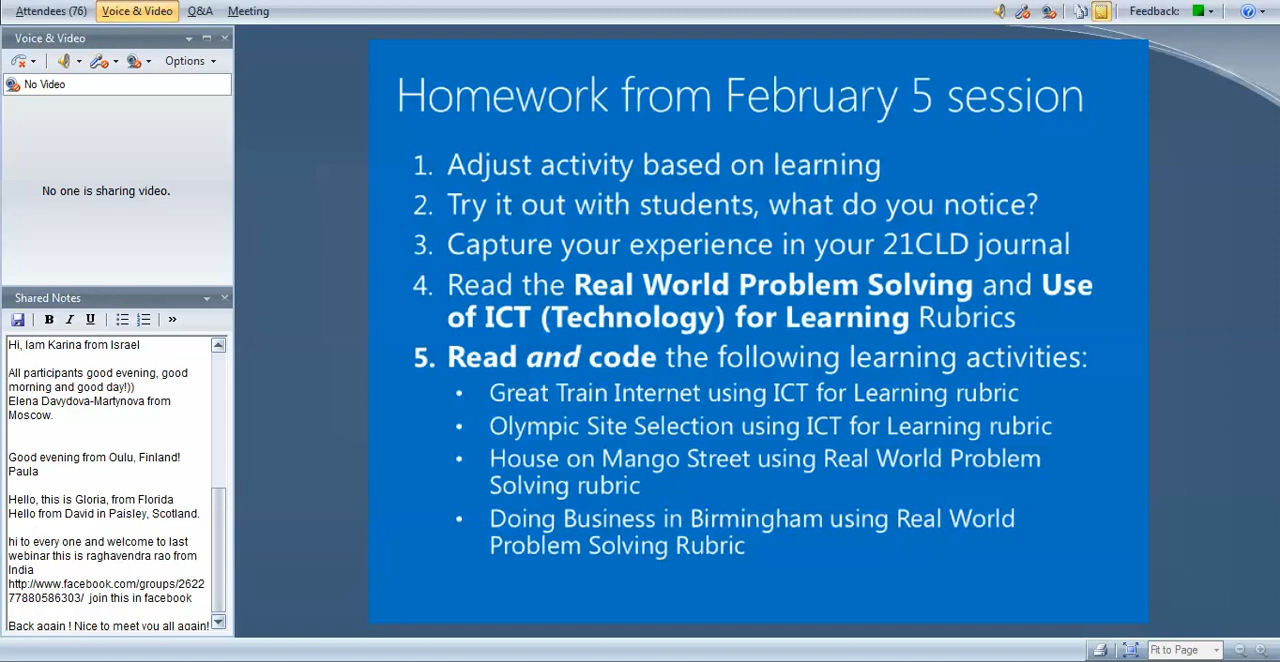 Attendees (76) Voice & Video Q&A Meeting Feedback:
Voice & Video
Options
No Video
No one is sharing video.
Shared Notes
B I U »
Hi, Iam Karina from Israel
All participants good evening, good
morning and good day!))
Elena Davydova-Martynova from
Moscow.
Good evening from Oulu, Finland!
Paula
Hello, this is Gloria, from Florida
Hello from David in Paisley, Scotland.
hi to every one and welcome to last
webinar this is raghavendra rao from
India
http://www.facebook.com/groups/2622
77880586303/ join this in facebook
Back again ! Nice to meet you all again!
Homework from February 5 session
1. Adjust activity based on learning
2. Try it out with students, what do you notice?
3. Capture your experience in your 21CLD journal
4. Read the Real World Problem Solving and Use
of ICT (Technology) for Learning Rubrics
5. Read and code the following learning activities:
• Great Train Internet using ICT for Learning rubric
• Olympic Site Selection using ICT for Learning rubric
• House on Mango Street using Real World Problem
Solving rubric
• Doing Business in Birmingham using Real World
Problem Solving Rubric
Fit to Page